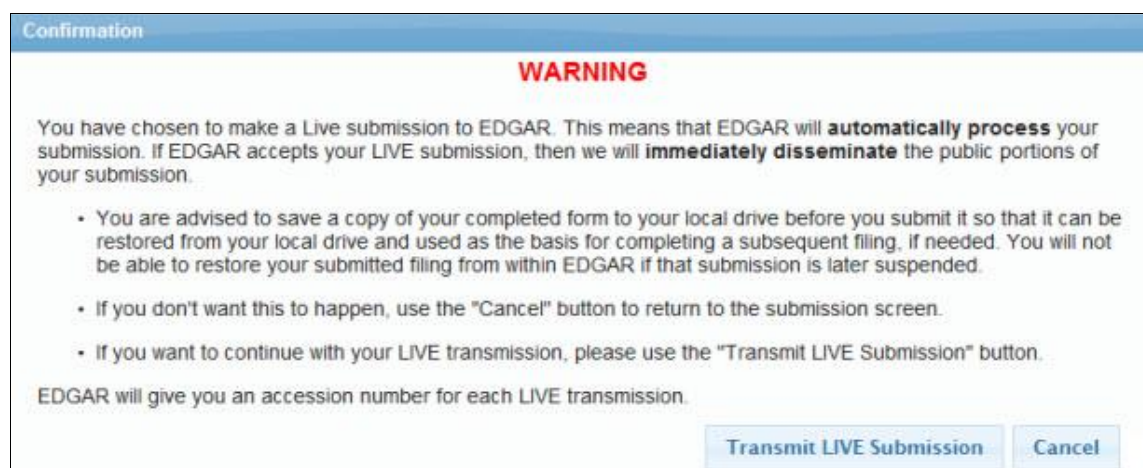 Confirmation
WARNING
You have chosen to make a Live submission to EDGAR. This means that EDGAR will automatically process your
submission. If EDGAR accepts your LIVE submission, then we will immediately disseminate the public portions of
your submission.
• You are advised to save a copy of your completed form to your local drive before you submit it so that it can be
restored from your local drive and used as the basis for completing a subsequent filing, if needed. You will not
be able to restore your submitted filing from within EDGAR if that submission is later suspended.
• If you don't want this to happen, use the "Cancel" button to return to the submission screen.
• If you want to continue with your LIVE transmission, please use the "Transmit LIVE Submission" button.
EDGAR will give you an accession number for each LIVE transmission.
Transmit LIVE Submission Cancel